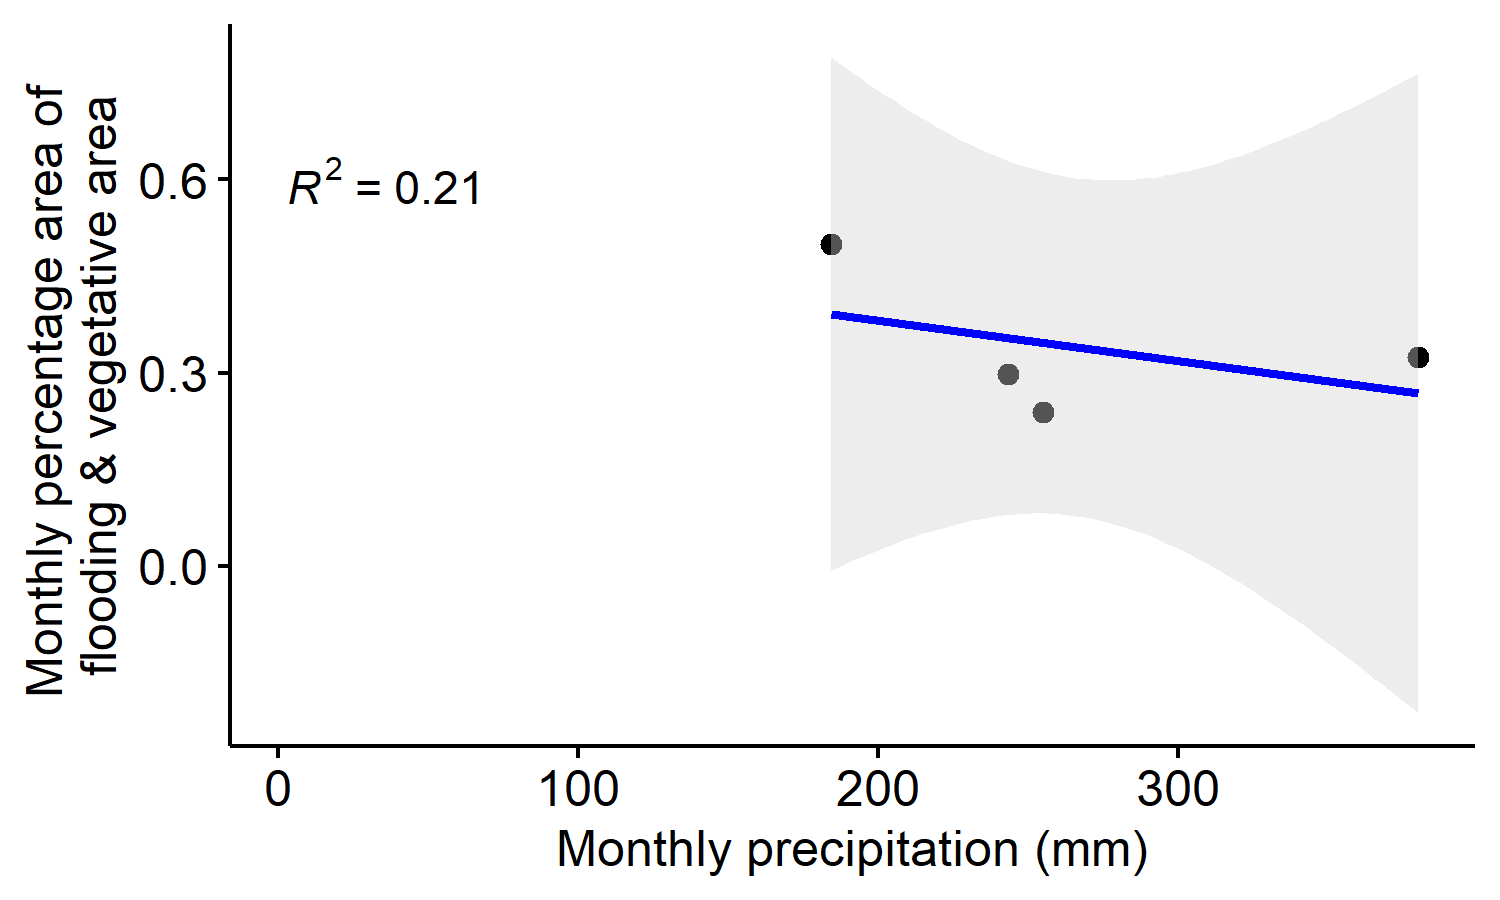 Monthly percentage area of
flooding & vegetative area
0.6
0.3
0.0
R² = 0.21
0 100 200 300
Monthly precipitation (mm)